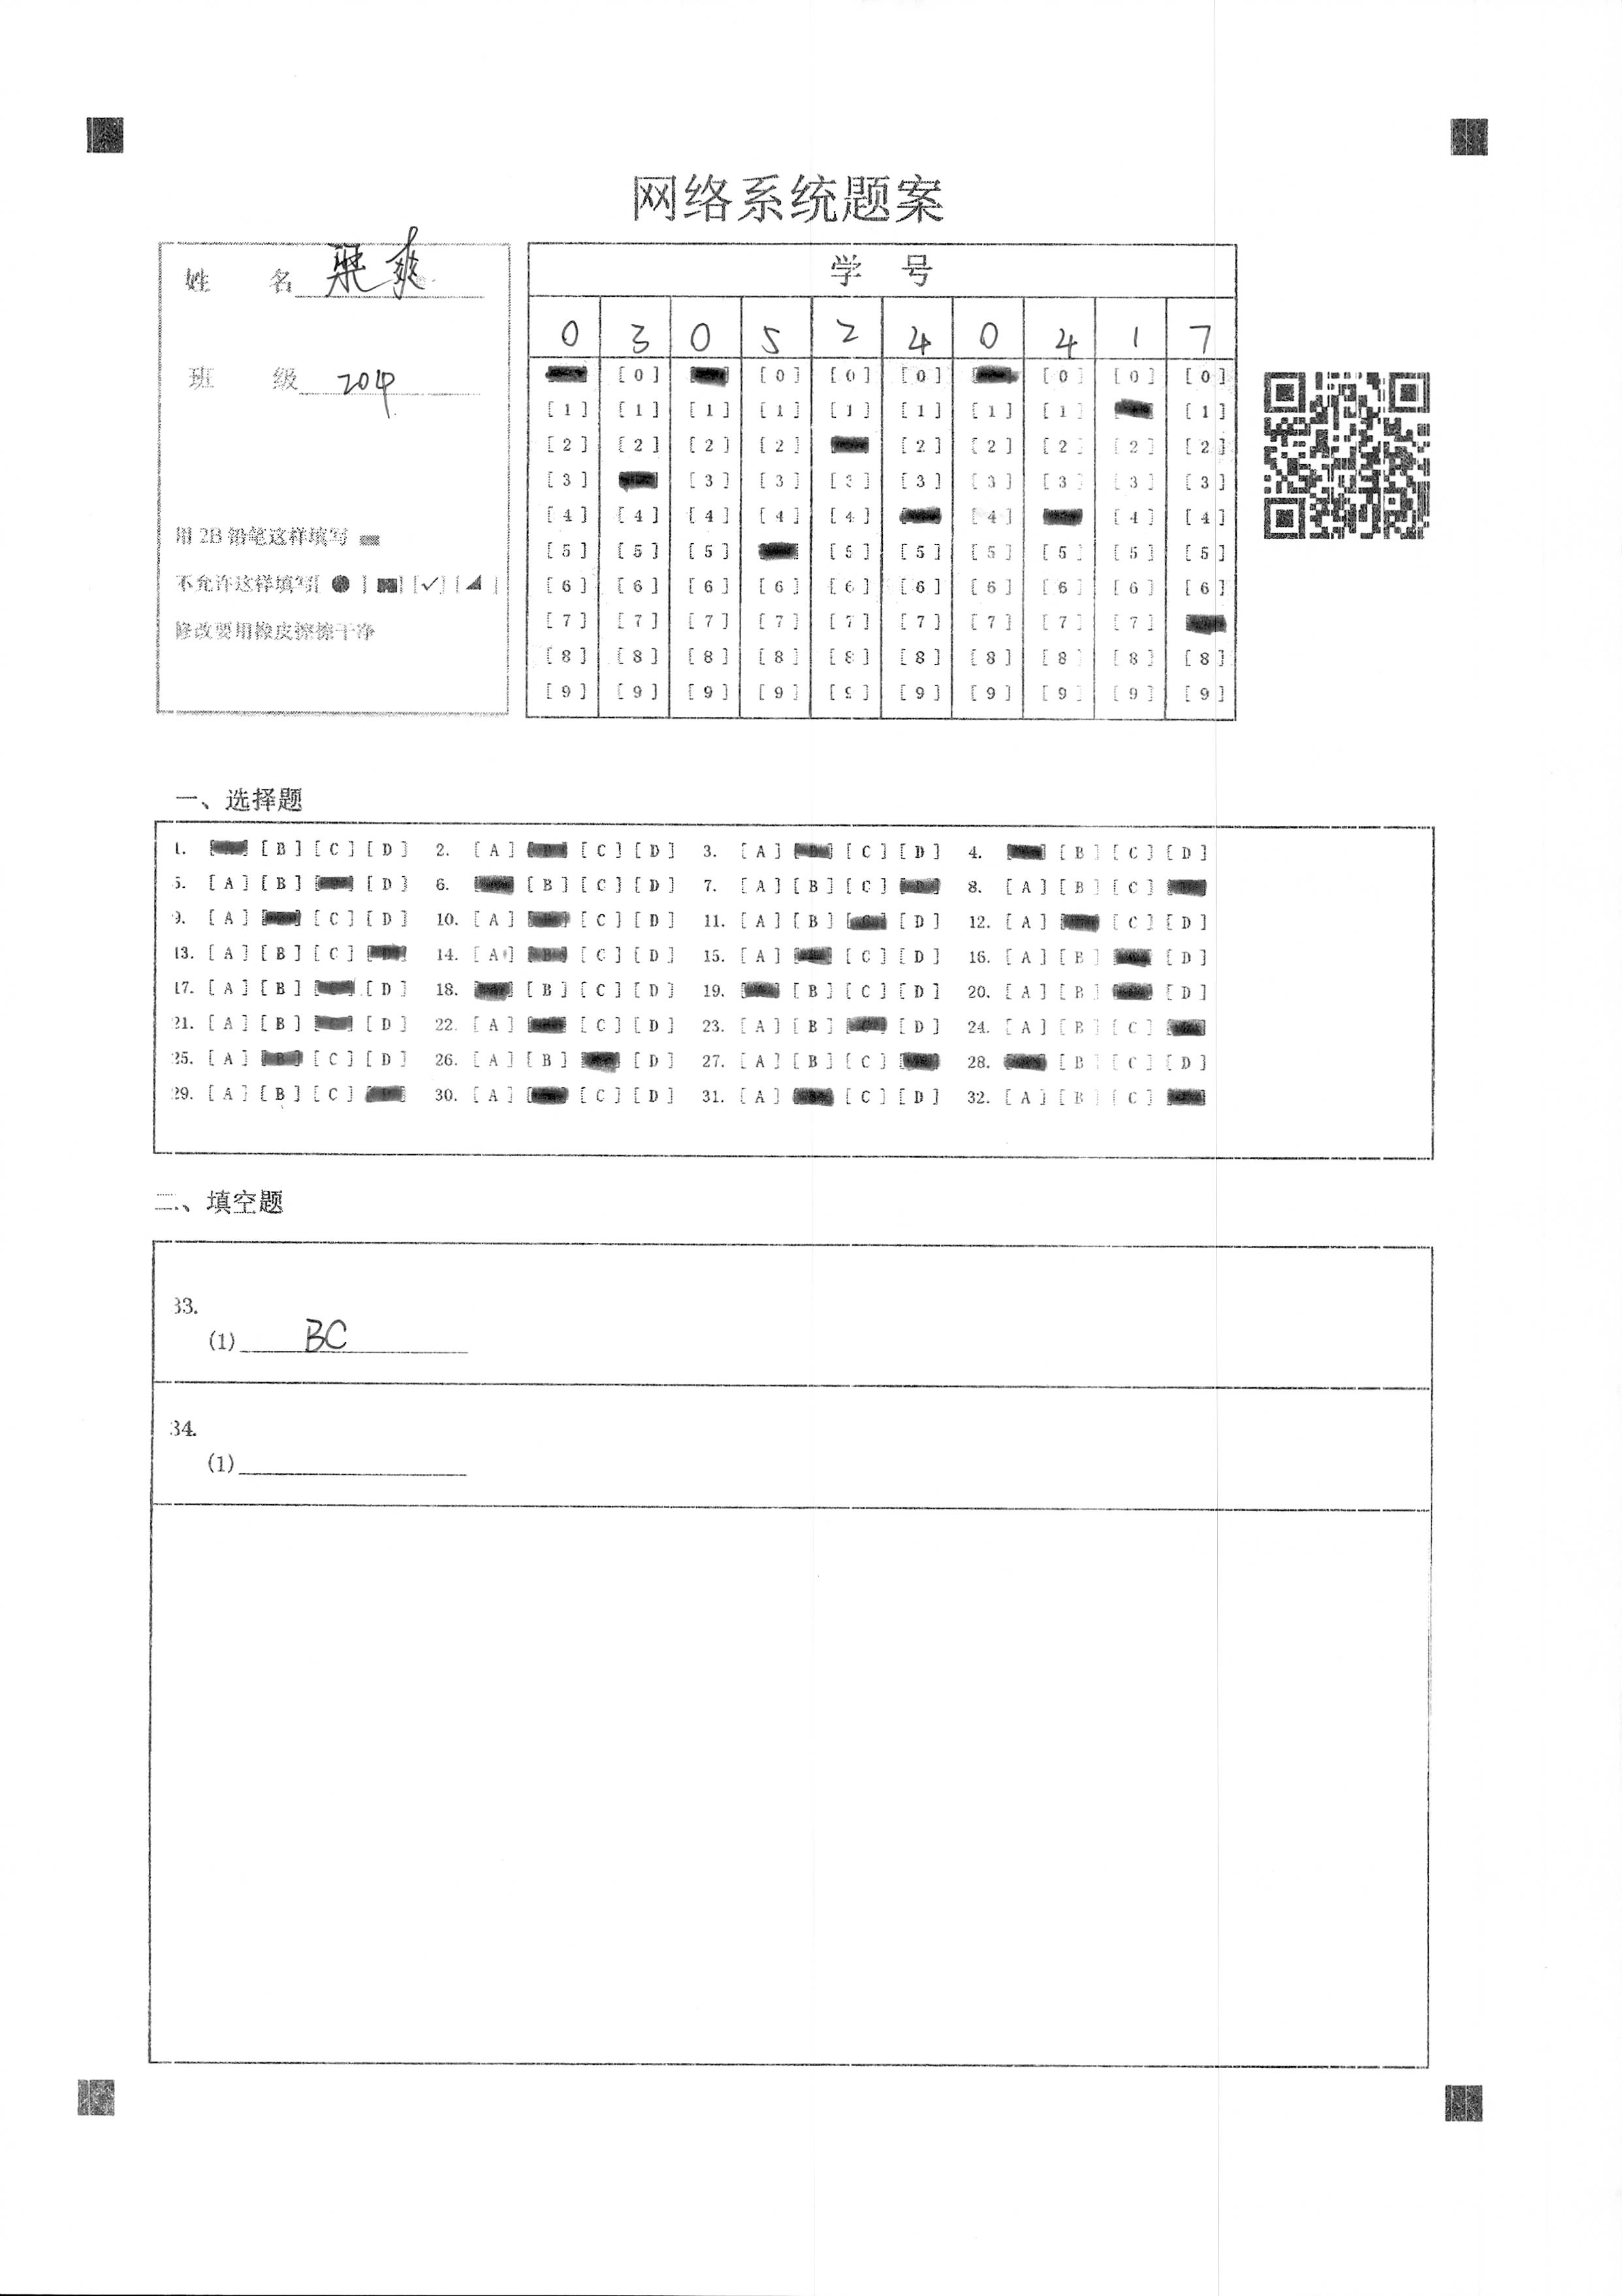 网络系统题案
姓 名 梁爽
班 级 204
用 2B 铅笔这样填写
不允许这样填写[ ● ] [ ] [✓] [ ]
修改要用橡皮擦擦干净
学 号
0 3 0 5 2 4 0 4 1 7
[0] [0] [0] [0] [0] [0] [0]
[1] [1] [1] [1] [1] [1] [1] [1] [1]
[2] [2] [2] [2] [2] [2] [2] [2] [2]
[3] [3] [3] [3] [3] [3] [3] [3] [3]
[4] [4] [4] [4] [4] [4] [4] [4]
[5] [5] [5] [5] [5] [5] [5] [5] [5]
[6] [6] [6] [6] [6] [6] [6] [6] [6] [6]
[7] [7] [7] [7] [7] [7] [7] [7] [7]
[8] [8] [8] [8] [8] [8] [8] [8] [8] [8]
[9] [9] [9] [9] [9] [9] [9] [9] [9] [9]
一、选择题
1. [B] [C] [D] 2. [A] [C] [D] 3. [A] [C] [D] 4. [B] [C] [D]
5. [A] [B] [D] 6. [B] [C] [D] 7. [A] [B] [C] 8. [A] [B] [C]
9. [A] [C] [D] 10. [A] [C] [D] 11. [A] [B] [D] 12. [A] [C] [D]
13. [A] [B] [C] 14. [A] [C] [D] 15. [A] [C] [D] 16. [A] [B] [D]
17. [A] [B] [D] 18. [B] [C] [D] 19. [B] [C] [D] 20. [A] [B] [D]
21. [A] [B] [D] 22. [A] [C] [D] 23. [A] [B] [D] 24. [A] [B] [C]
25. [A] [C] [D] 26. [A] [B] [D] 27. [A] [B] [C] 28. [B] [C] [D]
29. [A] [B] [C] 30. [A] [C] [D] 31. [A] [C] [D] 32. [A] [B] [C]
二、填空题
33.
(1) BC
34.
(1)